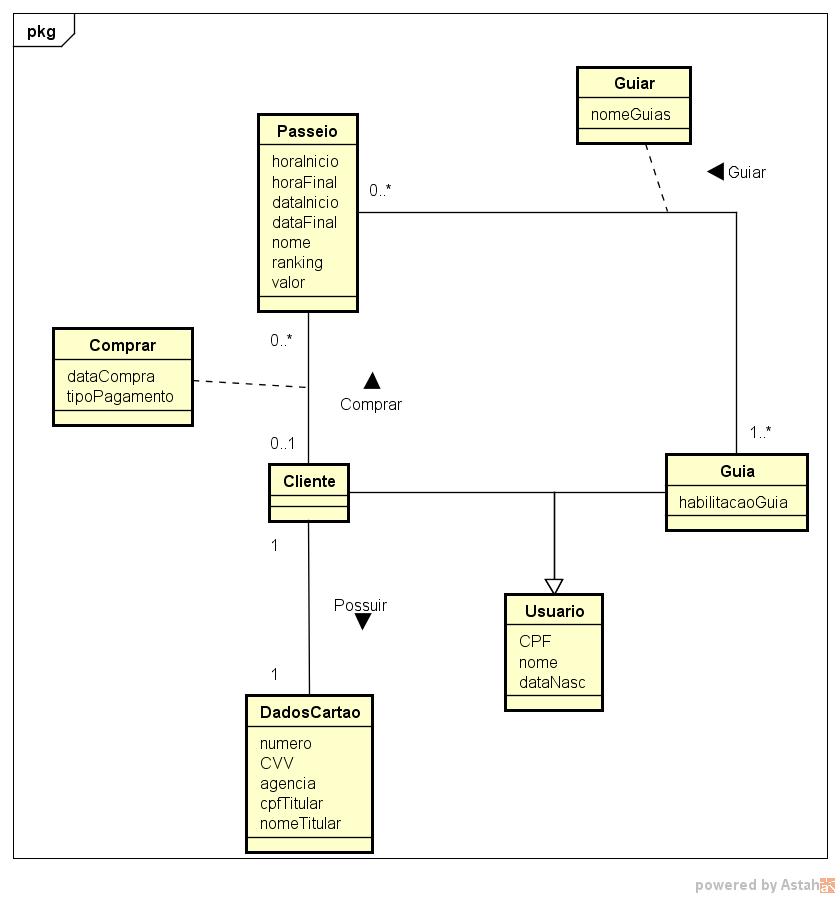 pkg
Guiar
nomeGuias
Guiar
Passeio
horaInicio
horaFinal
dataInicio
dataFinal
nome
ranking
valor
0..*
0..*
Comprar
dataCompra
tipoPagamento
Comprar
0..1
1..*
Cliente
Guia
habilitacaoGuia
1
Possuir
1
Usuario
CPF
nome
dataNasc
DadosCartao
numero
CVV
agencia
cpfTitular
nomeTitular
powered by Astah